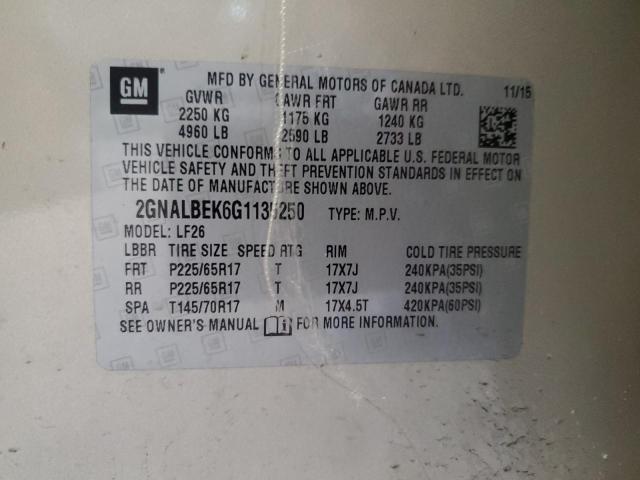 GM
MFD BY GENERAL MOTORS OF CANADA LTD. 11/15
GVWR GAWR FRT GAWR RR
2250 KG 1175 KG 1240 KG
4960 LB 2590 LB 2733 LB
THIS VEHICLE CONFORMS TO ALL APPLICABLE U.S. FEDERAL MOTOR
VEHICLE SAFETY AND THEFT PREVENTION STANDARDS IN EFFECT ON
THE DATE OF MANUFACTURE SHOWN ABOVE.
2GNALBEK6G1135250 TYPE: M.P.V.
MODEL: LF26
LBBR TIRE SIZE SPEED RTG RIM COLD TIRE PRESSURE
FRT P225/65R17 T 17X7J 240KPA(35PSI)
RR P225/65R17 T 17X7J 240KPA(35PSI)
SPA T145/70R17 M 17X4.5T 420KPA(60PSI)
SEE OWNER'S MANUAL FOR MORE INFORMATION.